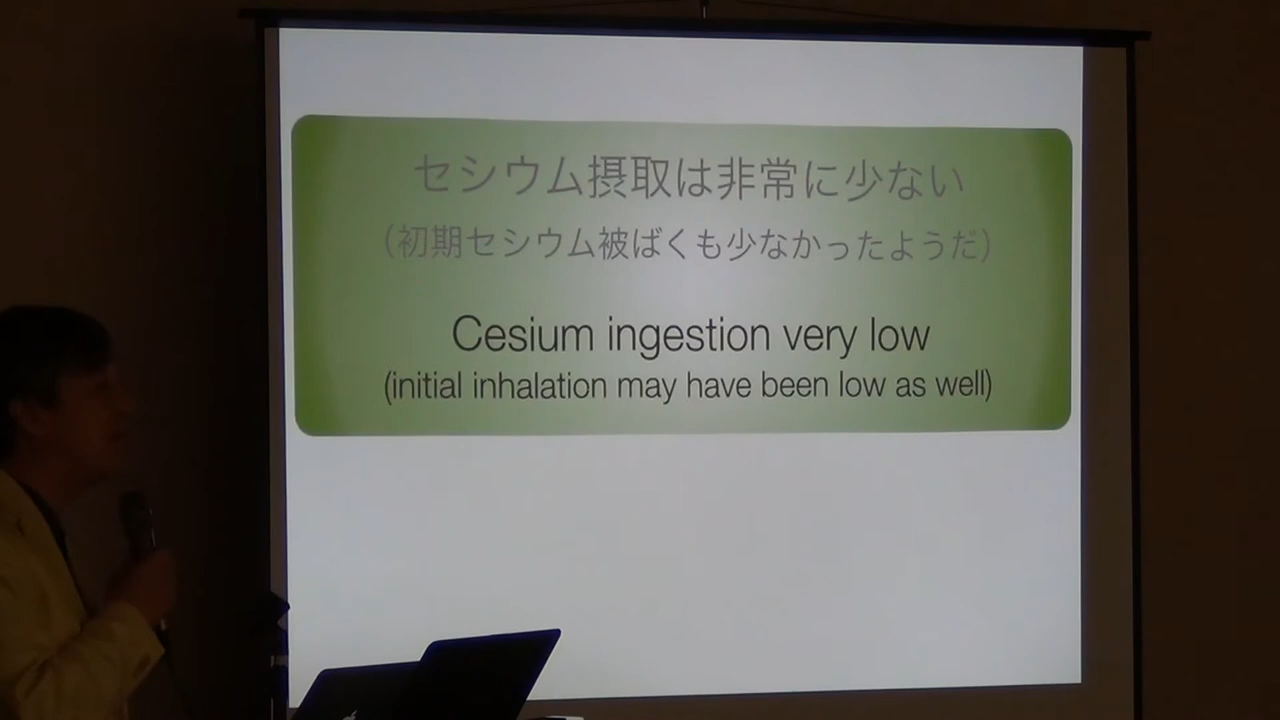 セシウム摂取は非常に少ない
（初期セシウム被ばくも少なかったようだ）
Cesium ingestion very low
(initial inhalation may have been low as well)